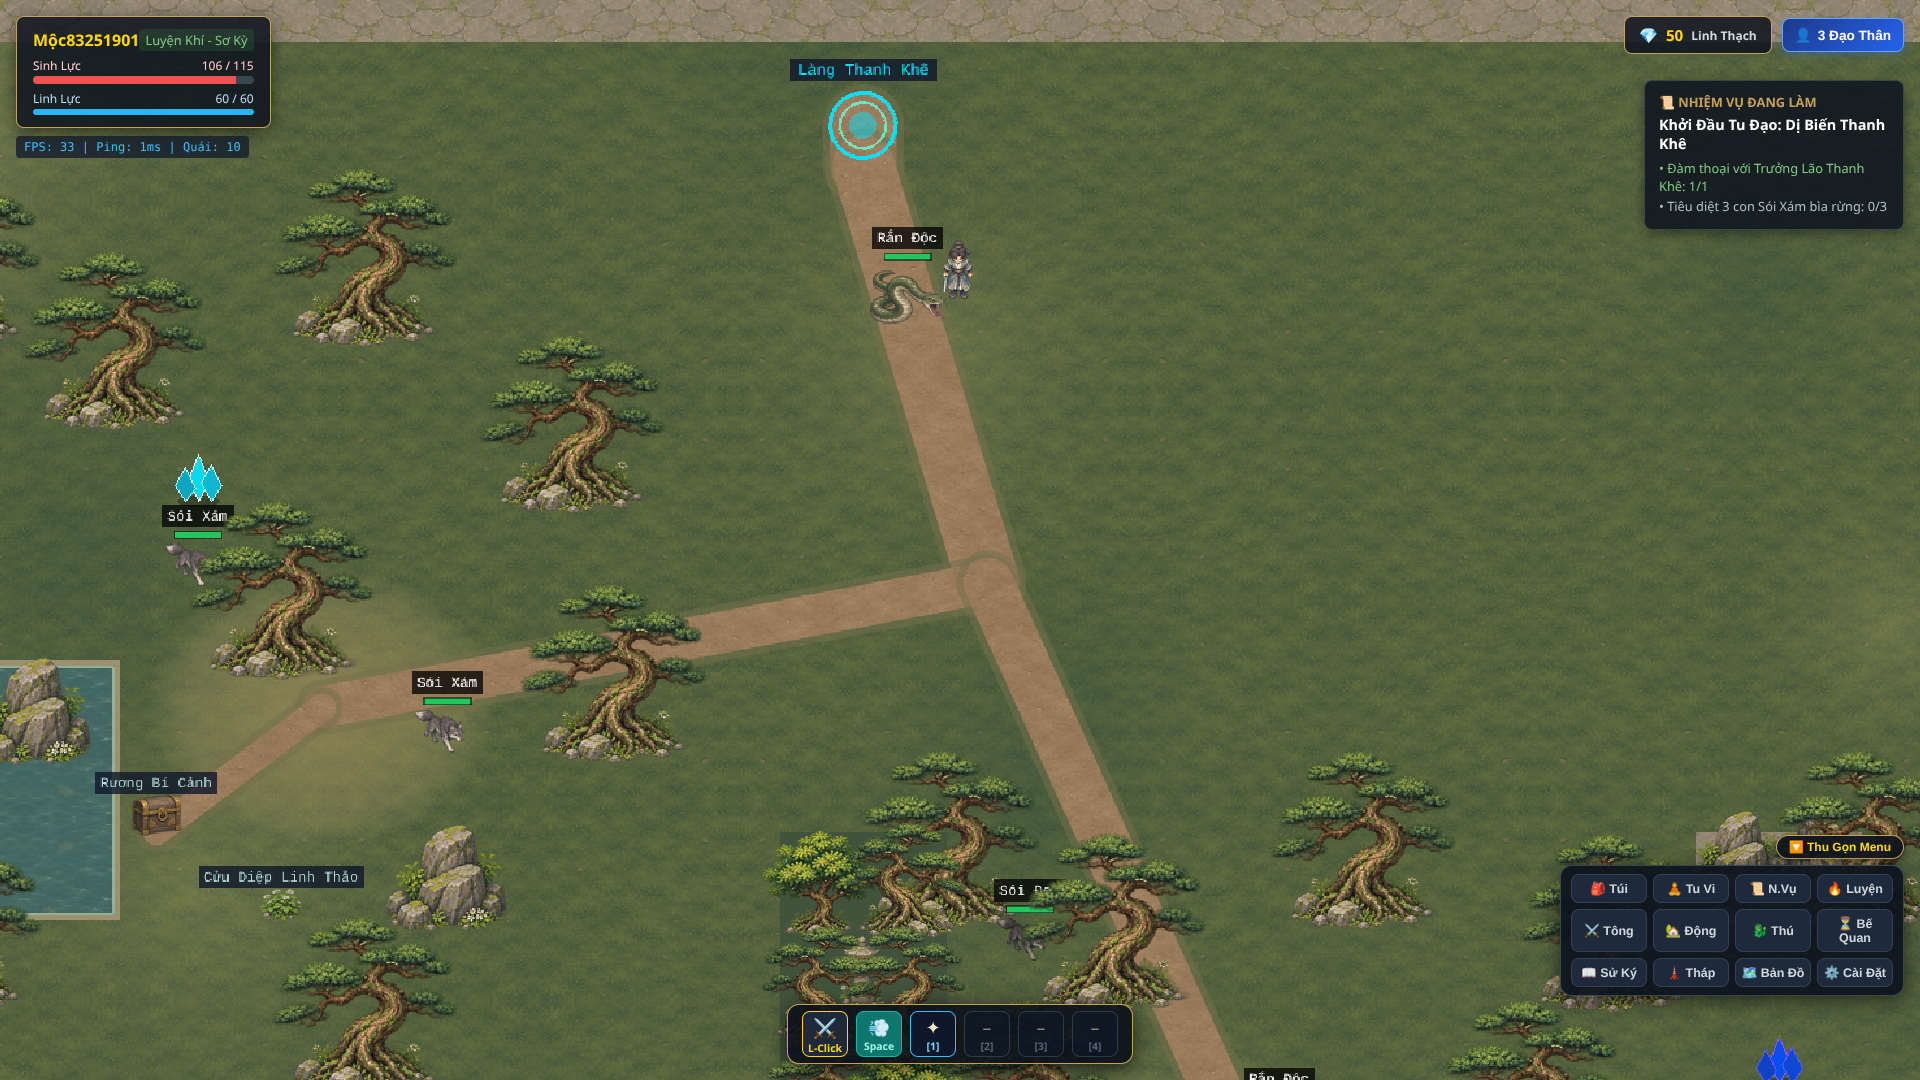 Mộc83251901 Luyện Khí - Sơ Kỳ
Sinh Lực 106 / 115
Linh Lực 60 / 60
FPS: 33 | Ping: 1ms | Quái: 10
50 Linh Thạch
3 Đạo Thân
NHIỆM VỤ ĐANG LÀM
Khởi Đầu Tu Đạo: Dị Biến Thanh
Khê
• Đàm thoại với Trưởng Lão Thanh
Khê: 1/1
• Tiêu diệt 3 con Sói Xám bìa rừng: 0/3
Làng Thanh Khê
Rắn Độc
Sói Xám
Sói Xám
Rương Bí Cảnh
Cửu Diệp Linh Thảo
Sói
Rắn Độc
Thu Gọn Menu
Túi
Tu Vi
N.Vụ
Luyện
Tông
Động
Thú
Bế
Quan
Sử Ký
Tháp
Bản Đồ
Cài Đặt
L-Click
Space
[1]
–
[2]
–
[3]
–
[4]